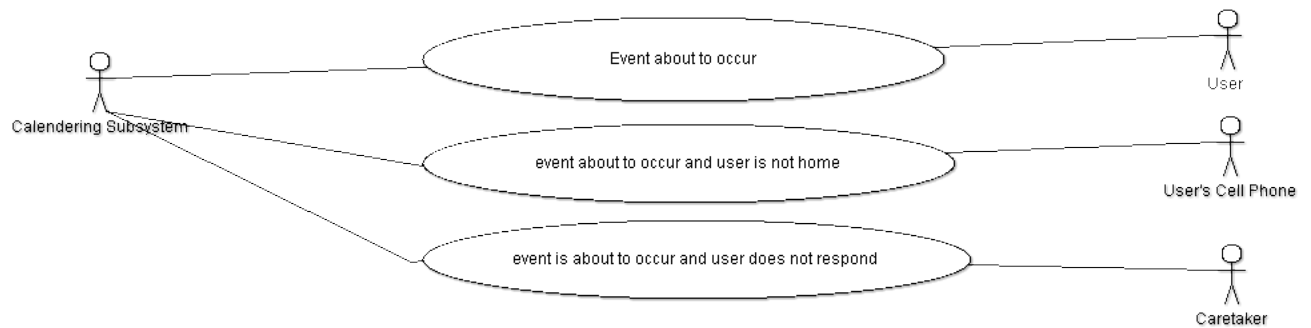 Event about to occur
User
Calendering Subsystem
event about to occur and user is not home
User's Cell Phone
event is about to occur and user does not respond
Caretaker